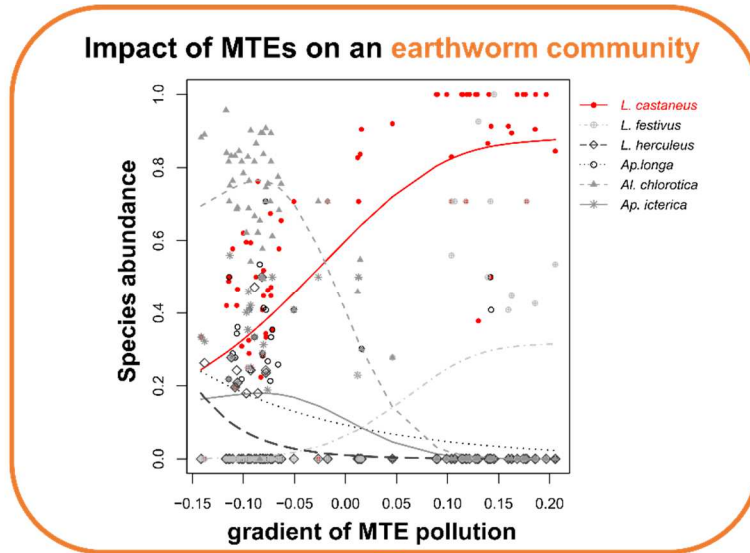 Impact of MTEs on an earthworm community
Species abundance
1.0
0.8
0.6
0.4
0.2
0.0
L. castaneus
L. festivus
L. herculeus
Ap.longa
Al. chlorotica
Ap. icterica
−0.15 −0.10 −0.05 0.00 0.05 0.10 0.15 0.20
gradient of MTE pollution